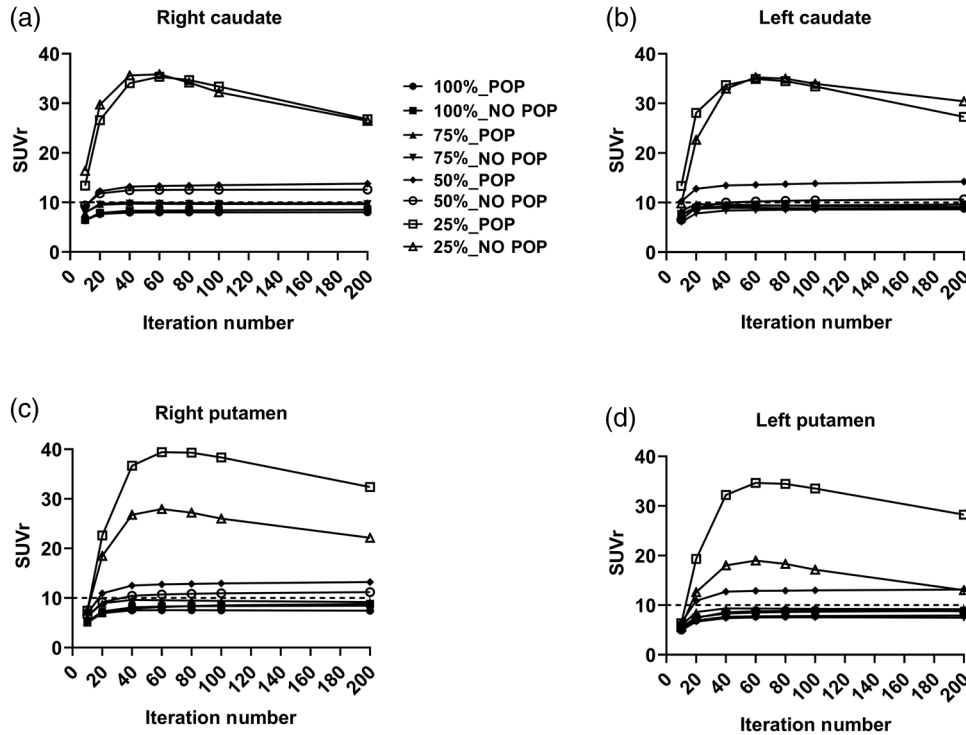 (a)
Right caudate
40
30
20
10
0
SUVr
0 20 40 60 80 100 120 140 160 180 200
Iteration number
100%_POP
100%_NO POP
75%_POP
75%_NO POP
50%_POP
50%_NO POP
25%_POP
25%_NO POP
(b)
Left caudate
40
30
20
10
0
SUVr
0 20 40 60 80 100 120 140 160 180 200
Iteration number
(c)
Right putamen
40
30
20
10
0
SUVr
0 20 40 60 80 100 120 140 160 180 200
Iteration number
(d)
Left putamen
40
30
20
10
0
SUVr
0 20 40 60 80 100 120 140 160 180 200
Iteration number